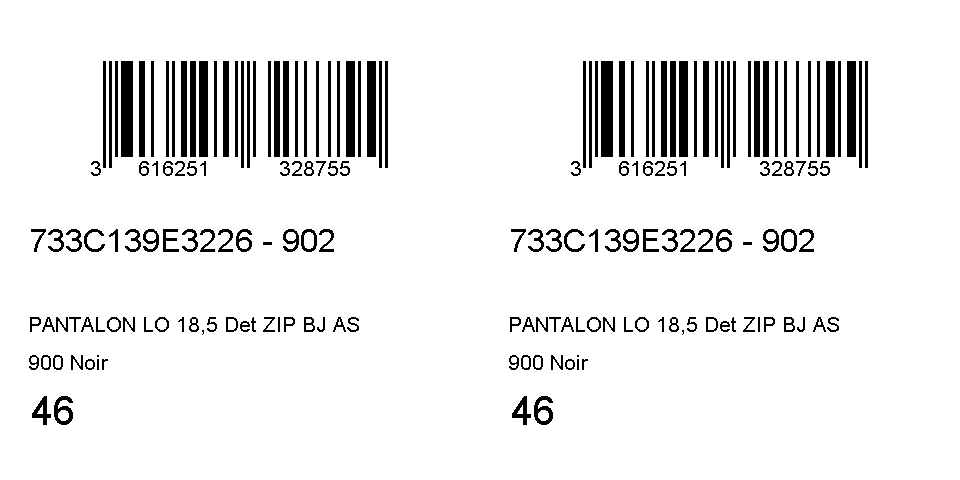 3 616251 328755
733C139E3226 - 902
PANTALON LO 18,5 Det ZIP BJ AS
900 Noir
46
3 616251 328755
733C139E3226 - 902
PANTALON LO 18,5 Det ZIP BJ AS
900 Noir
46